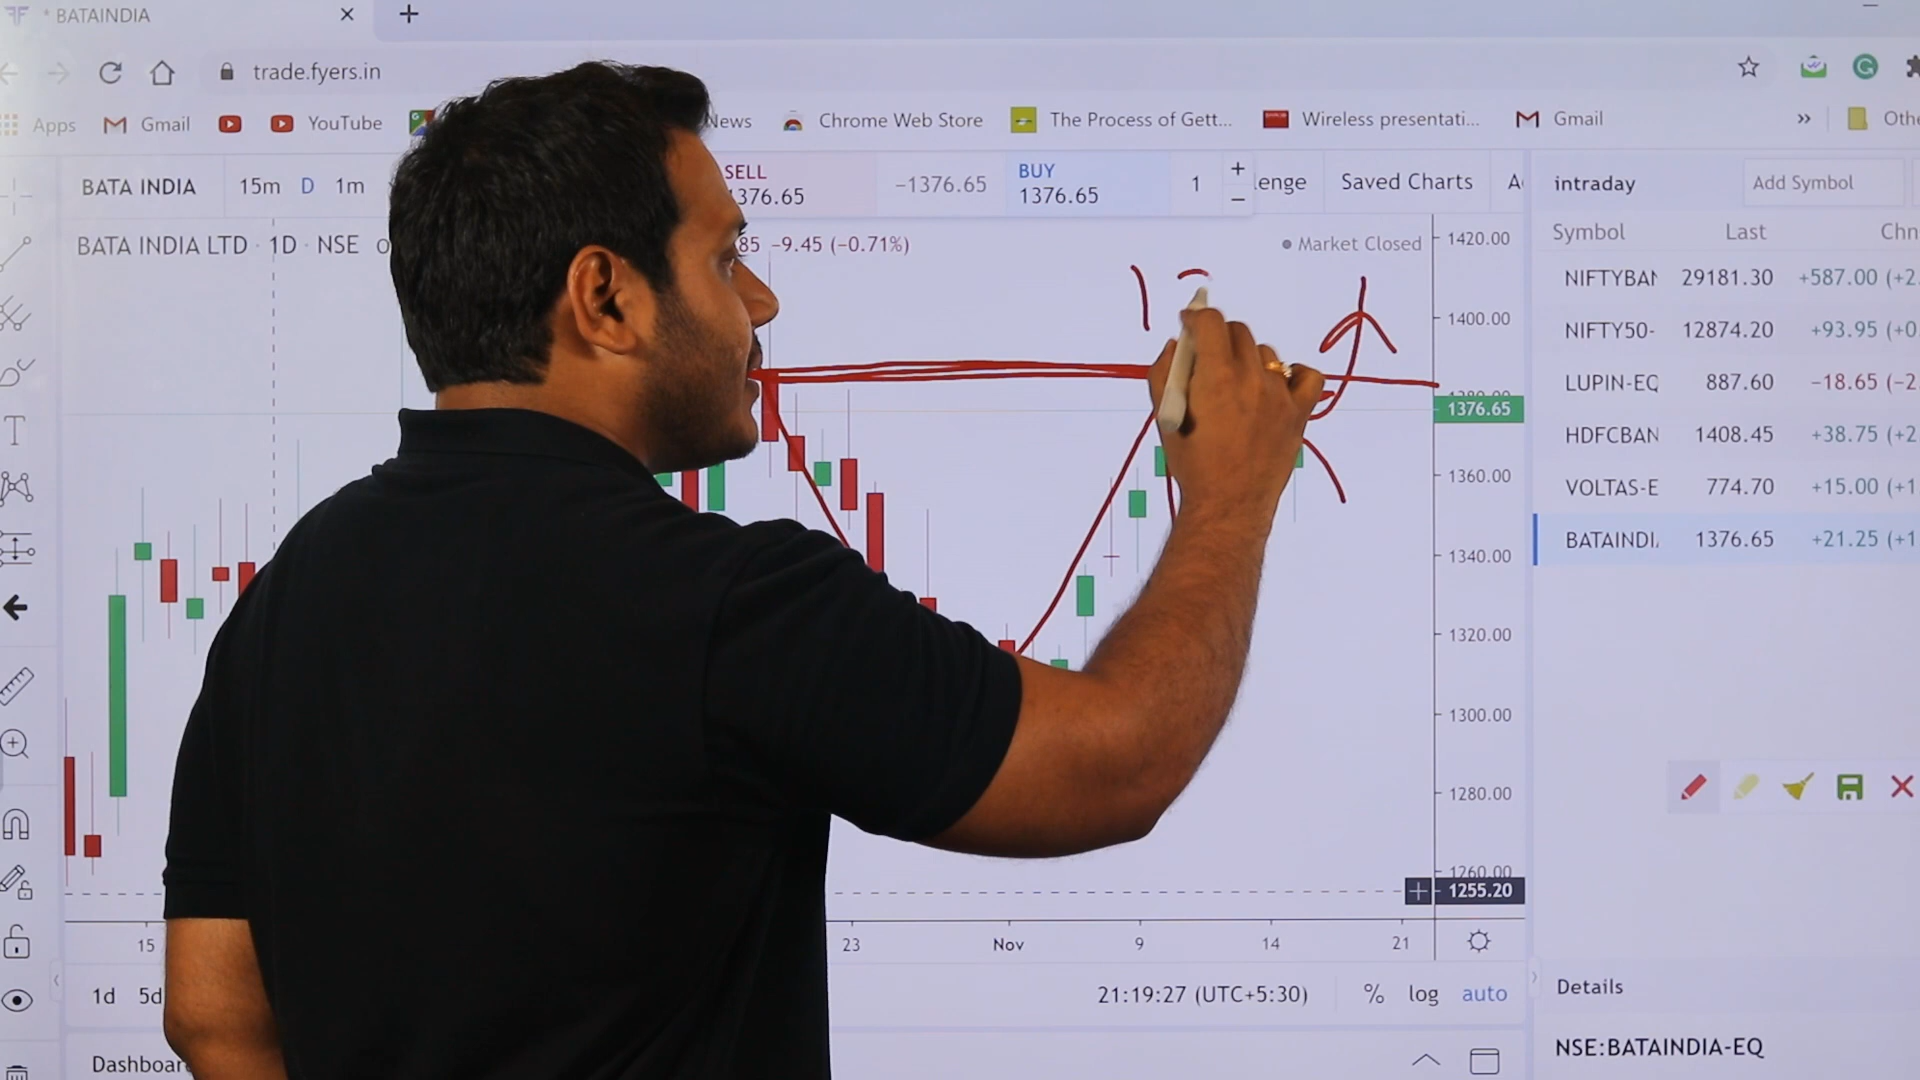 * BATAINDIA
trade.fyers.in
Apps Gmail YouTube News Chrome Web Store The Process of Gett... Wireless presentati... Gmail »
BATA INDIA 15m D 1m
SELL
1376.65
−1376.65
BUY
1376.65
1 + −
Saved Charts
intraday Add Symbol
BATA INDIA LTD · 1D · NSE
85 −9.45 (−0.71%)
Market Closed
Symbol Last
NIFTYBAN 29181.30 +587.00 (+2.
NIFTY50- 12874.20 +93.95 (+0
LUPIN-EQ 887.60 −18.65 (−2
HDFCBAN 1408.45 +38.75 (+2
VOLTAS-E 774.70 +15.00 (+1
BATAINDI 1376.65 +21.25 (+1
1420.00
1400.00
1380.00
1376.65
1360.00
1340.00
1320.00
1300.00
1280.00
1260.00
1255.20
15 23 Nov 9 14 21
1d 5d
21:19:27 (UTC+5:30) % log auto
Details
NSE:BATAINDIA-EQ